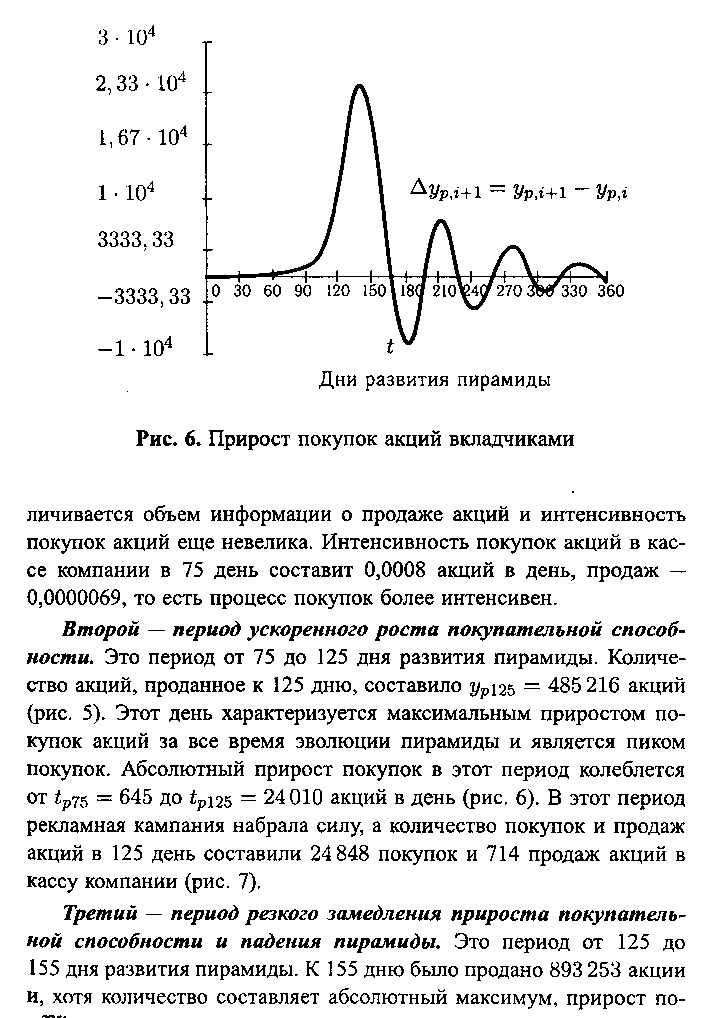 3 · 10⁴
2,33 · 10⁴
1,67 · 10⁴
1 · 10⁴
Δyp,i+1 = yp,i+1 − yp,i
3333,33
−3333,33
0 30 60 90 120 150 180 210 240 270 300 330 360
−1 · 10⁴
t
Дни развития пирамиды
Рис. 6. Прирост покупок акций вкладчиками
личивается объем информации о продаже акций и интенсивность
покупок акций еще невелика. Интенсивность покупок акций в кас-
се компании в 75 день составит 0,0008 акций в день, продаж —
0,0000069, то есть процесс покупок более интенсивен.
Второй — период ускоренного роста покупательной способ-
ности. Это период от 75 до 125 дня развития пирамиды. Количе-
ство акций, проданное к 125 дню, составило yp125 = 485 216 акций
(рис. 5). Этот день характеризуется максимальным приростом по-
купок акций за все время эволюции пирамиды и является пиком
покупок. Абсолютный прирост покупок в этот период колеблется
от tp75 = 645 до tp125 = 24 010 акций в день (рис. 6). В этот период
рекламная кампания набрала силу, а количество покупок и продаж
акций в 125 день составили 24 848 покупок и 714 продаж акций в
кассу компании (рис. 7).
Третий — период резкого замедления прироста покупатель-
ной способности и падения пирамиды. Это период от 125 до
155 дня развития пирамиды. К 155 дню было продано 893 253 акции
и, хотя количество составляет абсолютный максимум, прирост по-